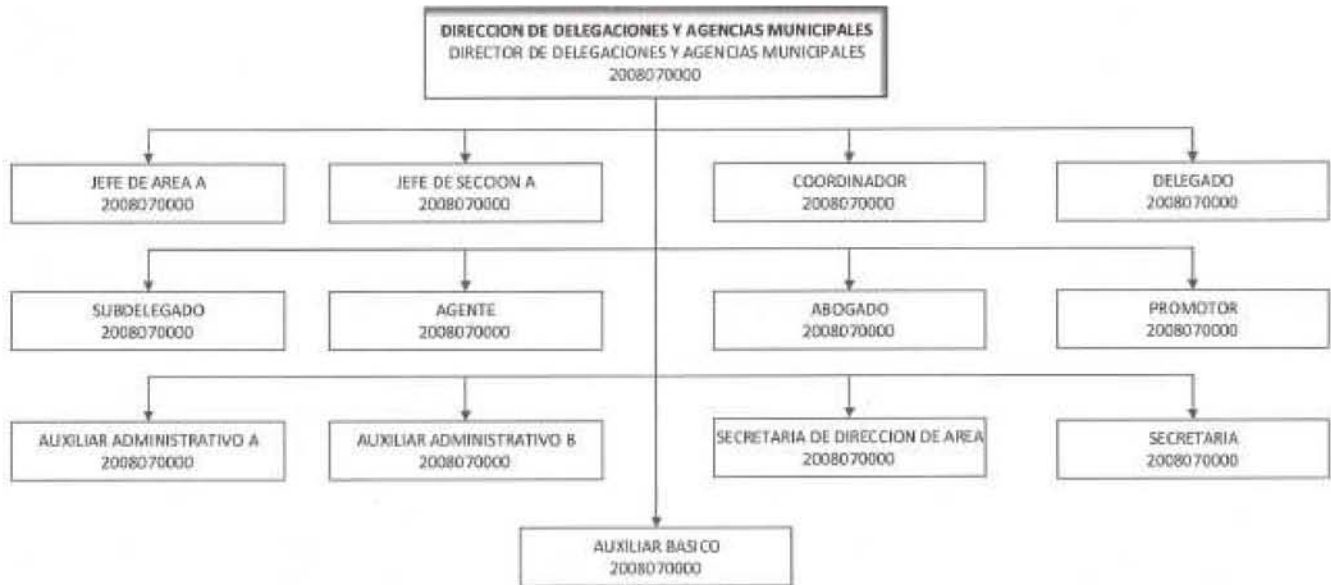 DIRECCION DE DELEGACIONES Y AGENCIAS MUNICIPALES
DIRECTOR DE DELEGACIONES Y AGENCIAS MUNICIPALES
2008070000
JEFE DE AREA A
2008070000
JEFE DE SECCION A
2008070000
COORDINADOR
2008070000
DELEGADO
2008070000
SUBDELEGADO
2008070000
AGENTE
2008070000
ABOGADO
2008070000
PROMOTOR
2008070000
AUXILIAR ADMINISTRATIVO A
2008070000
AUXILIAR ADMINISTRATIVO B
2008070000
SECRETARIA DE DIRECCION DE AREA
2008070000
SECRETARIA
2008070000
AUXILIAR BASICO
2008070000